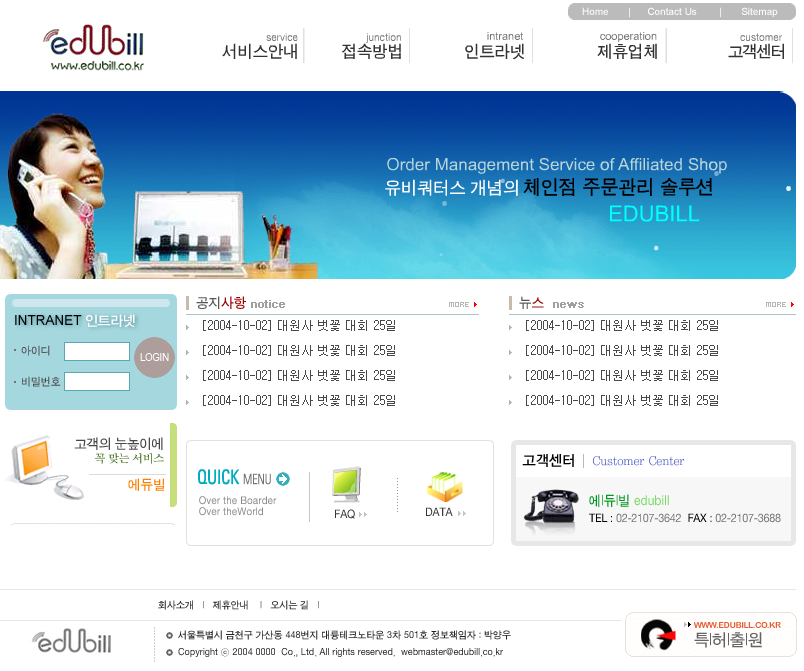 Home | Contact Us | Sitemap
edUbill
www.edubill.co.kr
service
서비스안내
junction
접속방법
intranet
인트라넷
cooperation
제휴업체
customer
고객센터
Order Management Service of Affiliated Shop
유비쿼터스 개념의 체인점 주문관리 솔루션
EDUBILL
INTRANET 인트라넷
아이디
비밀번호
LOGIN
공지사항 notice
MORE
[2004-10-02] 대원사 벗꽃 대회 25일
[2004-10-02] 대원사 벗꽃 대회 25일
[2004-10-02] 대원사 벗꽃 대회 25일
[2004-10-02] 대원사 벗꽃 대회 25일
뉴스 news
MORE
[2004-10-02] 대원사 벗꽃 대회 25일
[2004-10-02] 대원사 벗꽃 대회 25일
[2004-10-02] 대원사 벗꽃 대회 25일
[2004-10-02] 대원사 벗꽃 대회 25일
고객의 눈높이에
꼭 맞는 서비스
에듀빌
QUICK MENU
Over the Boarder
Over theWorld
FAQ
DATA
고객센터 | Customer Center
에듀빌 edubill
TEL : 02-2107-3642 FAX : 02-2107-3688
회사소개 | 제휴안내 | 오시는 길 |
edUbill
서울특별시 금천구 가산동 448번지 대륭테크노타운 3차 501호 정보책임자 : 박양우
Copyright ⓒ 2004 0000 Co., Ltd. All rights reserved. webmaster@edubill.co.kr
WWW.EDUBILL.CO.KR
특허출원